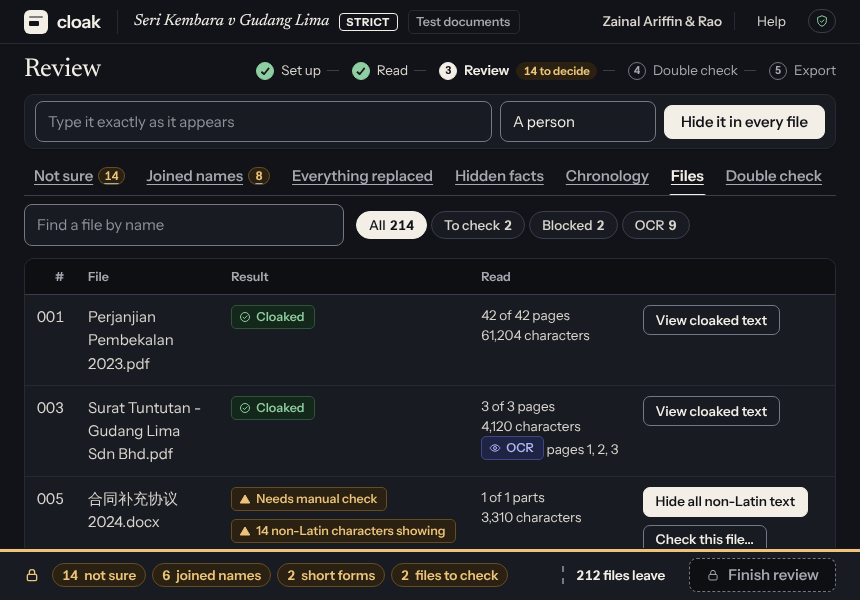 cloak Seri Kembara v Gudang Lima STRICT Test documents Zainal Ariffin & Rao Help
Review Set up Read 3 Review 14 to decide 4 Double check 5 Export
Type it exactly as it appears A person Hide it in every file
Not sure 14 Joined names 8 Everything replaced Hidden facts Chronology Files Double check
Find a file by name All 214 To check 2 Blocked 2 OCR 9
# File Result Read
001 Perjanjian Cloaked 42 of 42 pages View cloaked text
Pembekalan 61,204 characters
2023.pdf
003 Surat Tuntutan - Cloaked 3 of 3 pages View cloaked text
Gudang Lima 4,120 characters
Sdn Bhd.pdf OCR pages 1, 2, 3
005 合同补充协议 Needs manual check 1 of 1 parts Hide all non-Latin text
2024.docx 14 non-Latin characters showing 3,310 characters
Check this file...
14 not sure 6 joined names 2 short forms 2 files to check 212 files leave Finish review